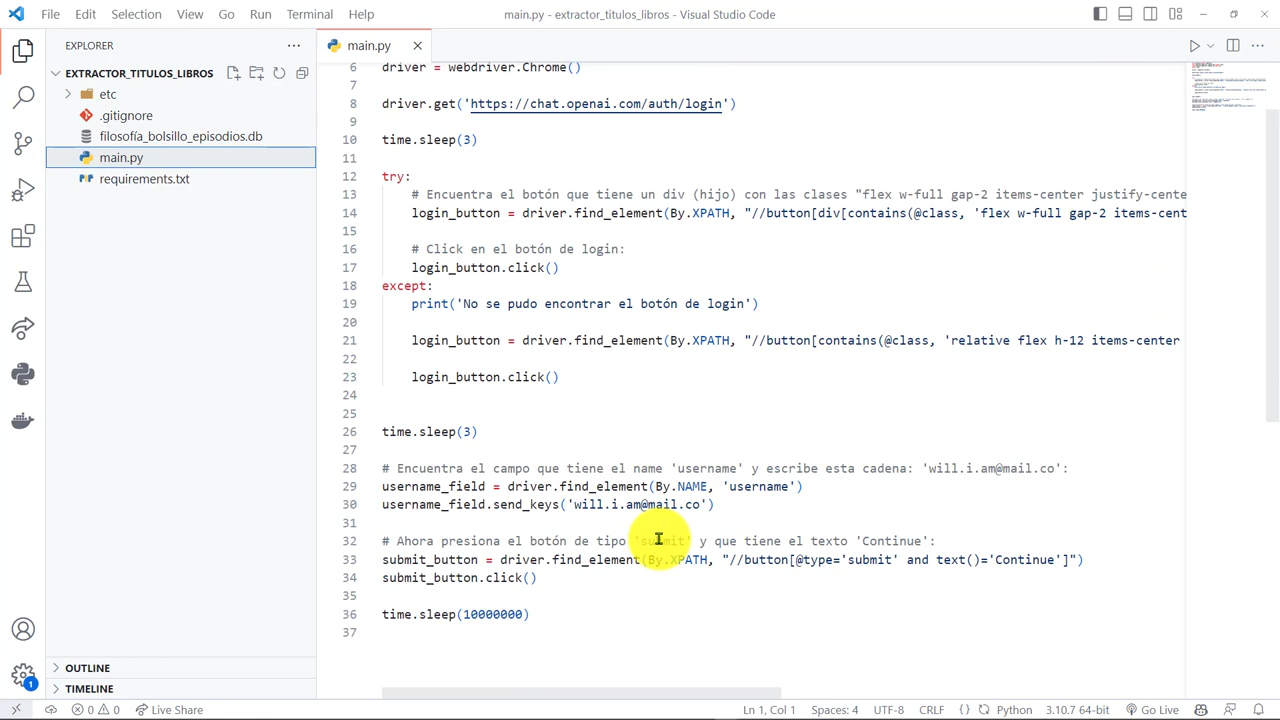 File Edit Selection View Go Run Terminal Help
main.py - extractor_titulos_libros - Visual Studio Code
EXPLORER
main.py
EXTRACTOR_TITULOS_LIBROS
etc
.gitignore
filosofía_bolsillo_episodios.db
main.py
requirements.txt
OUTLINE
TIMELINE
6 driver = webdriver.Chrome()
7
8 driver.get('https://chat.openai.com/auth/login')
9
10 time.sleep(3)
11
12 try:
13 # Encuentra el botón que tiene un div (hijo) con las clases "flex w-full gap-2 items-center justify-cente
14 login_button = driver.find_element(By.XPATH, "//button[div[contains(@class, 'flex w-full gap-2 items-cent
15
16 # Click en el botón de login:
17 login_button.click()
18 except:
19 print('No se pudo encontrar el botón de login')
20
21 login_button = driver.find_element(By.XPATH, "//button[contains(@class, 'relative flex h-12 items-center
22
23 login_button.click()
24
25
26 time.sleep(3)
27
28 # Encuentra el campo que tiene el name 'username' y escribe esta cadena: 'will.i.am@mail.co':
29 username_field = driver.find_element(By.NAME, 'username')
30 username_field.send_keys('will.i.am@mail.co')
31
32 # Ahora presiona el botón de tipo 'submit' y que tiene el texto 'Continue':
33 submit_button = driver.find_element(By.XPATH, "//button[@type='submit' and text()='Continue']")
34 submit_button.click()
35
36 time.sleep(10000000)
37
1
0 0 Live Share
Ln 1, Col 1 Spaces: 4 UTF-8 CRLF {} Python 3.10.7 64-bit Go Live